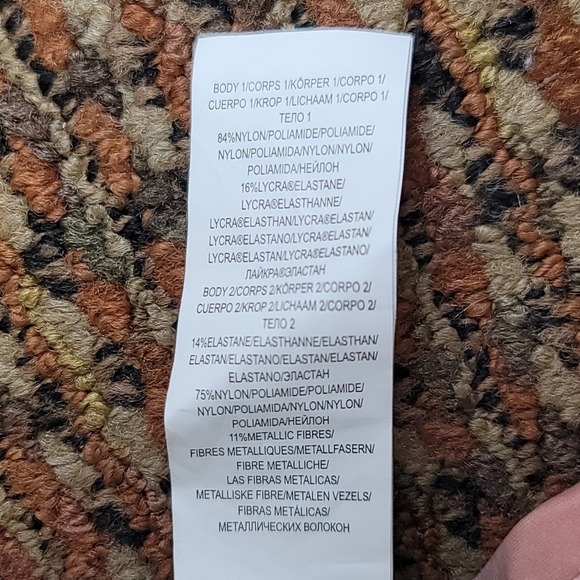 BODY 1/CORPS 1/KÖRPER 1/CORPO 1/
CUERPO 1/KROP 1/LICHAAM 1/CORPO 1/
ТЕЛО 1
84%NYLON/POLIAMIDE/POLIAMIDE/
NYLON/POLIAMIDA/NYLON/NYLON/
POLIAMIDA/НЕЙЛОН
16%LYCRA®ELASTANE/
LYCRA®ELASTHANNE/
LYCRA®ELASTHAN/LYCRA®ELASTAN/
LYCRA®ELASTANO/LYCRA®ELASTAN/
LYCRA®ELASTAN/LYCRA®ELASTANO/
ЛАЙКРА®ЭЛАСТАН
BODY 2/CORPS 2/KÖRPER 2/CORPO 2/
CUERPO 2/KROP 2/LICHAAM 2/CORPO 2/
ТЕЛО 2
14%ELASTANE/ELASTHANNE/ELASTHAN/
ELASTAN/ELASTANO/ELASTAN/ELASTAN/
ELASTANO/ЭЛАСТАН
75%NYLON/POLIAMIDE/POLIAMIDE/
NYLON/POLIAMIDA/NYLON/NYLON/
POLIAMIDA/НЕЙЛОН
11%METALLIC FIBRES/
FIBRES METALLIQUES/METALLFASERN/
FIBRE METALLICHE/
LAS FIBRAS METALICAS/
METALLISKE FIBRE/METALEN VEZELS/
FIBRAS METÁLICAS/
МЕТАЛЛИЧЕСКИХ ВОЛОКОН